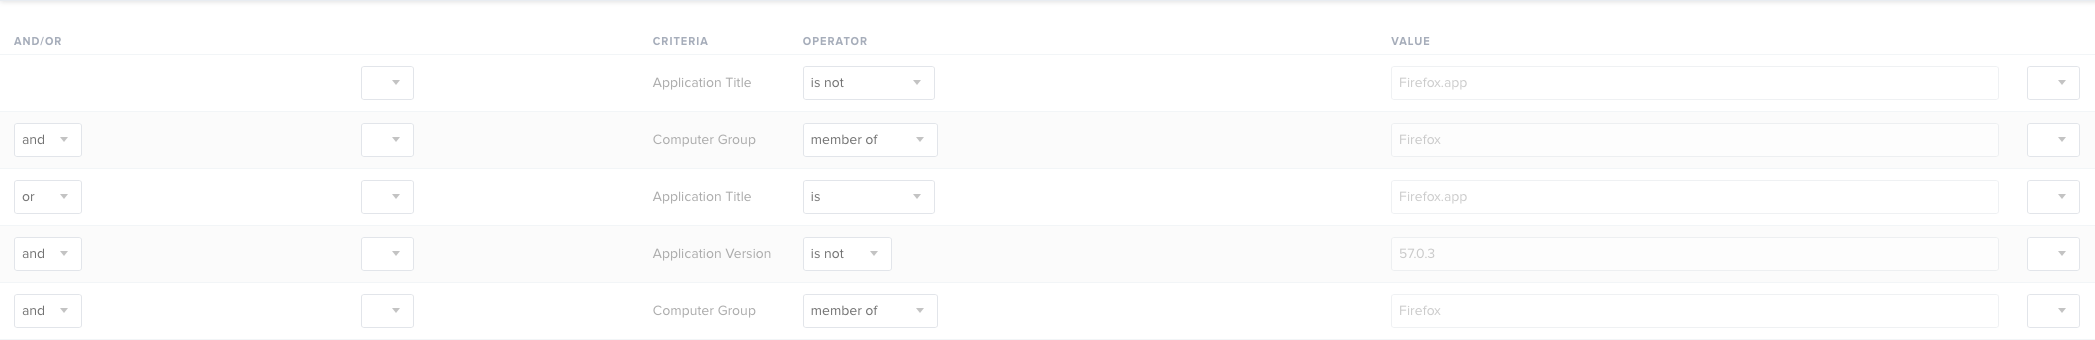 AND/OR CRITERIA OPERATOR VALUE
Application Title is not Firefox.app
and Computer Group member of Firefox
or Application Title is Firefox.app
and Application Version is not 57.0.3
and Computer Group member of Firefox